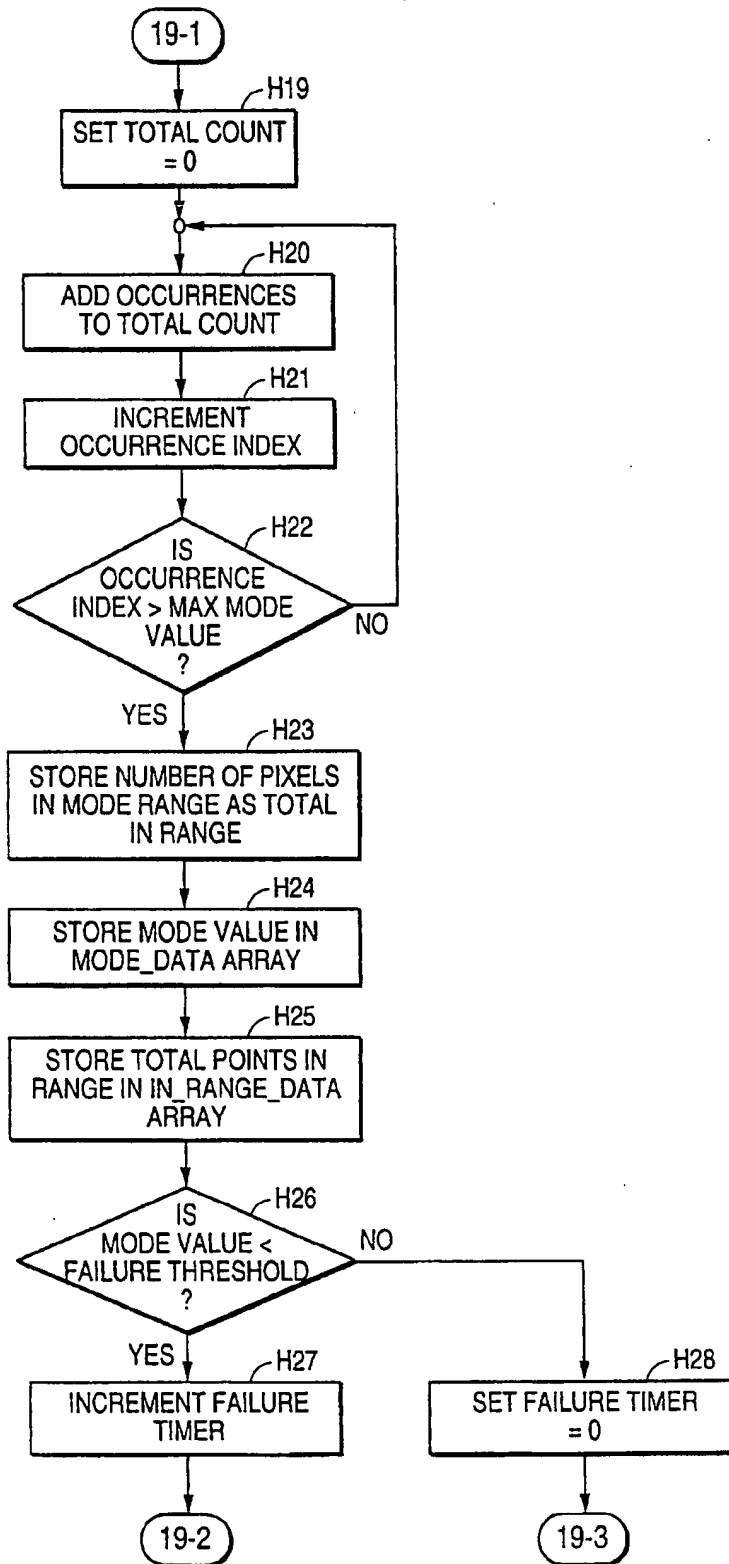 19-1
H19
SET TOTAL COUNT
= 0
H20
ADD OCCURRENCES
TO TOTAL COUNT
H21
INCREMENT
OCCURRENCE INDEX
H22
IS
OCCURRENCE
INDEX > MAX MODE
VALUE
?
NO
YES
H23
STORE NUMBER OF PIXELS
IN MODE RANGE AS TOTAL
IN RANGE
H24
STORE MODE VALUE IN
MODE_DATA ARRAY
H25
STORE TOTAL POINTS IN
RANGE IN IN_RANGE_DATA
ARRAY
H26
IS
MODE VALUE <
FAILURE THRESHOLD
?
NO
YES
H27
INCREMENT FAILURE
TIMER
H28
SET FAILURE TIMER
= 0
19-2
19-3